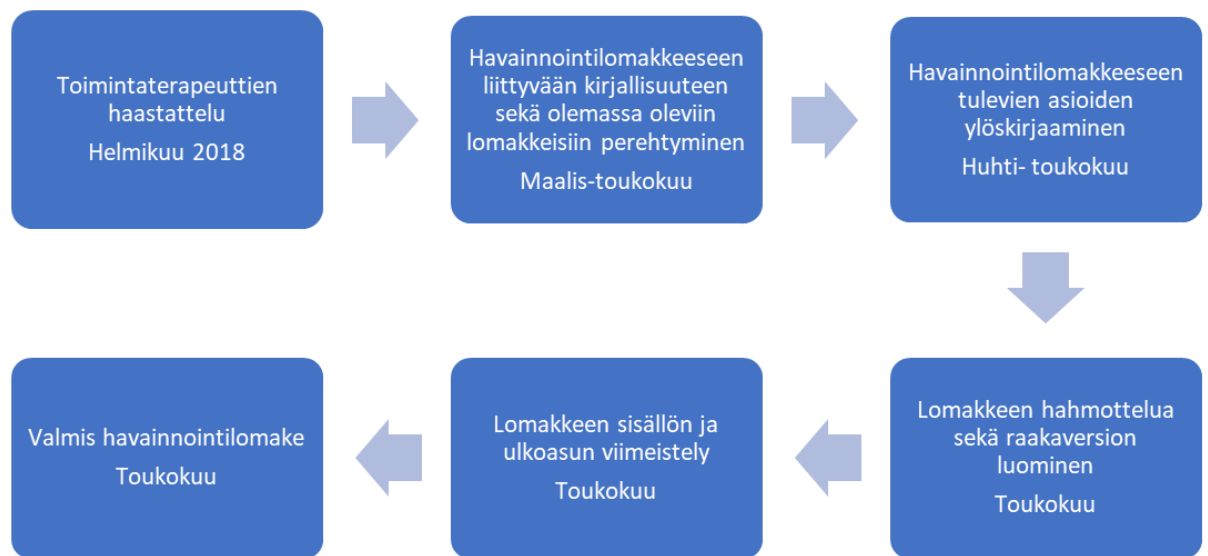 Toimintaterapeuttien
haastattelu
Helmikuu 2018
Havainnointilomakkeeseen
liittyvään kirjallisuuteen
sekä olemassa oleviin
lomakkeisiin perehtyminen
Maalis-toukokuu
Havainnointilomakkeeseen
tulevien asioiden
ylöskirjaaminen
Huhti- toukokuu
Lomakkeen hahmottelua
sekä raakaversion
luominen
Toukokuu
Lomakkeen sisällön ja
ulkoasun viimeistely
Toukokuu
Valmis havainnointilomake
Toukokuu